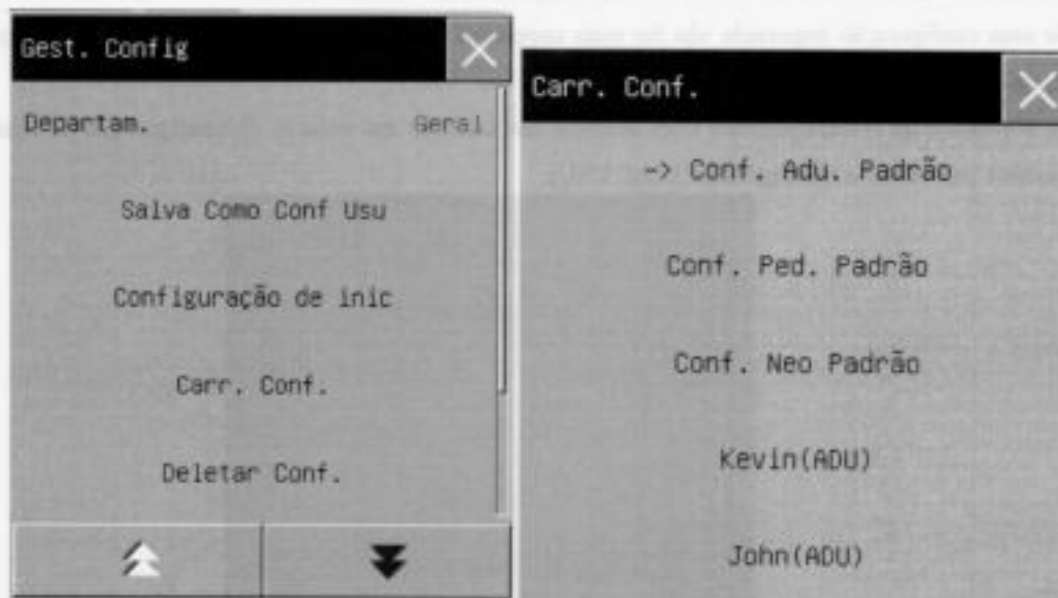 Gest. Config
Departam. Geral
Salva Como Conf Usu
Configuração de inic
Carr. Conf.
Deletar Conf.
Carr. Conf.
-> Conf. Adu. Padrão
Conf. Ped. Padrão
Conf. Neo Padrão
Kevin(ADU)
John(ADU)